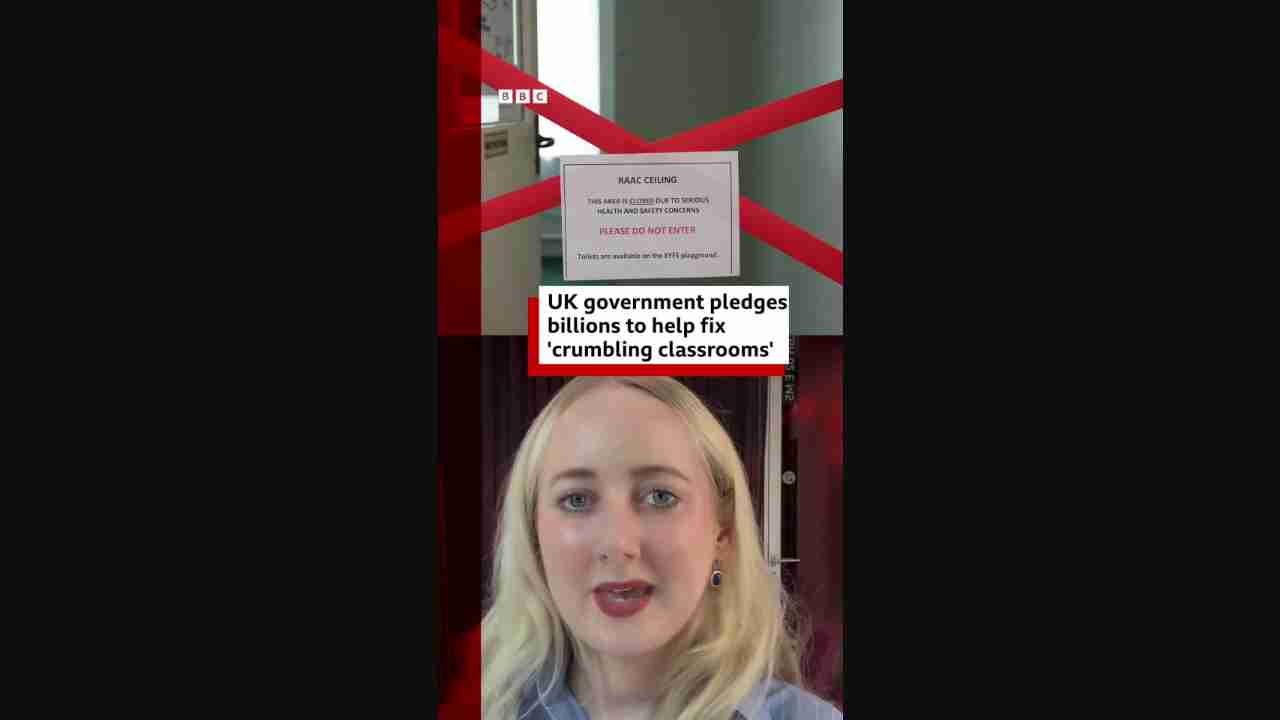 BBC
RAAC CEILING
THIS AREA IS CLOSED DUE TO SERIOUS
HEALTH AND SAFETY CONCERNS
PLEASE DO NOT ENTER
Toilets are available on the EYFS playground.
UK government pledges
billions to help fix
'crumbling classrooms'